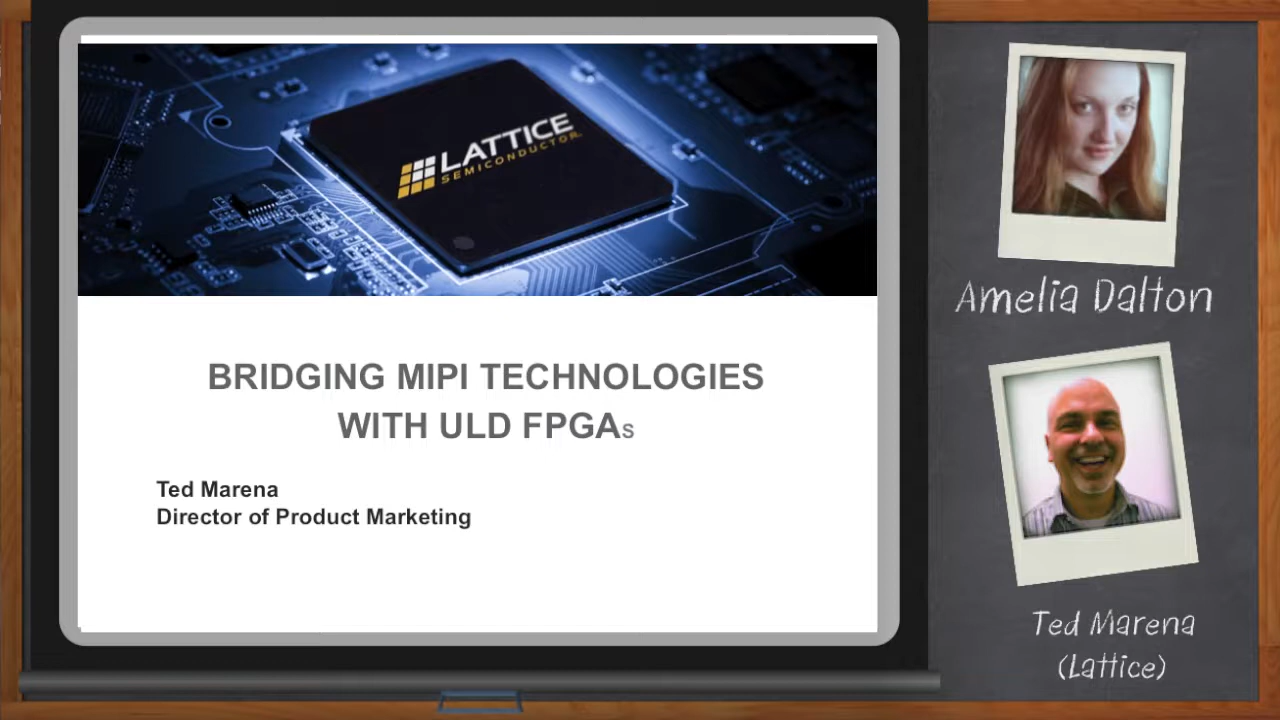 LATTICE
SEMICONDUCTOR
BRIDGING MIPI TECHNOLOGIES
WITH ULD FPGAs
Ted Marena
Director of Product Marketing
Amelia Dalton
Ted Marena
(Lattice)